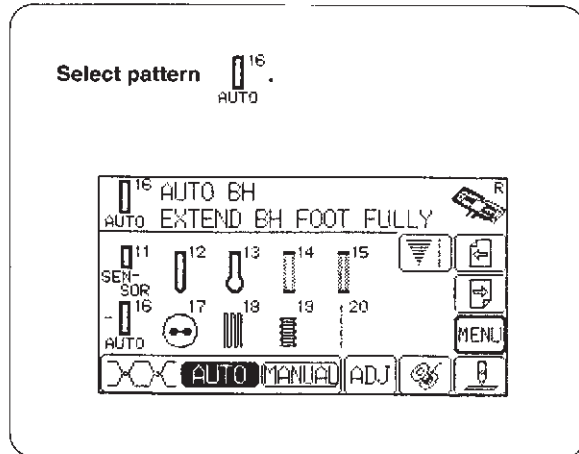 Select pattern 16 AUTO .
16 AUTO AUTO BH R
EXTEND BH FOOT FULLY
11 SEN-SOR 12 13 14 15
16 AUTO 17 18 19 20
MENU
AUTO MANUAL ADJ